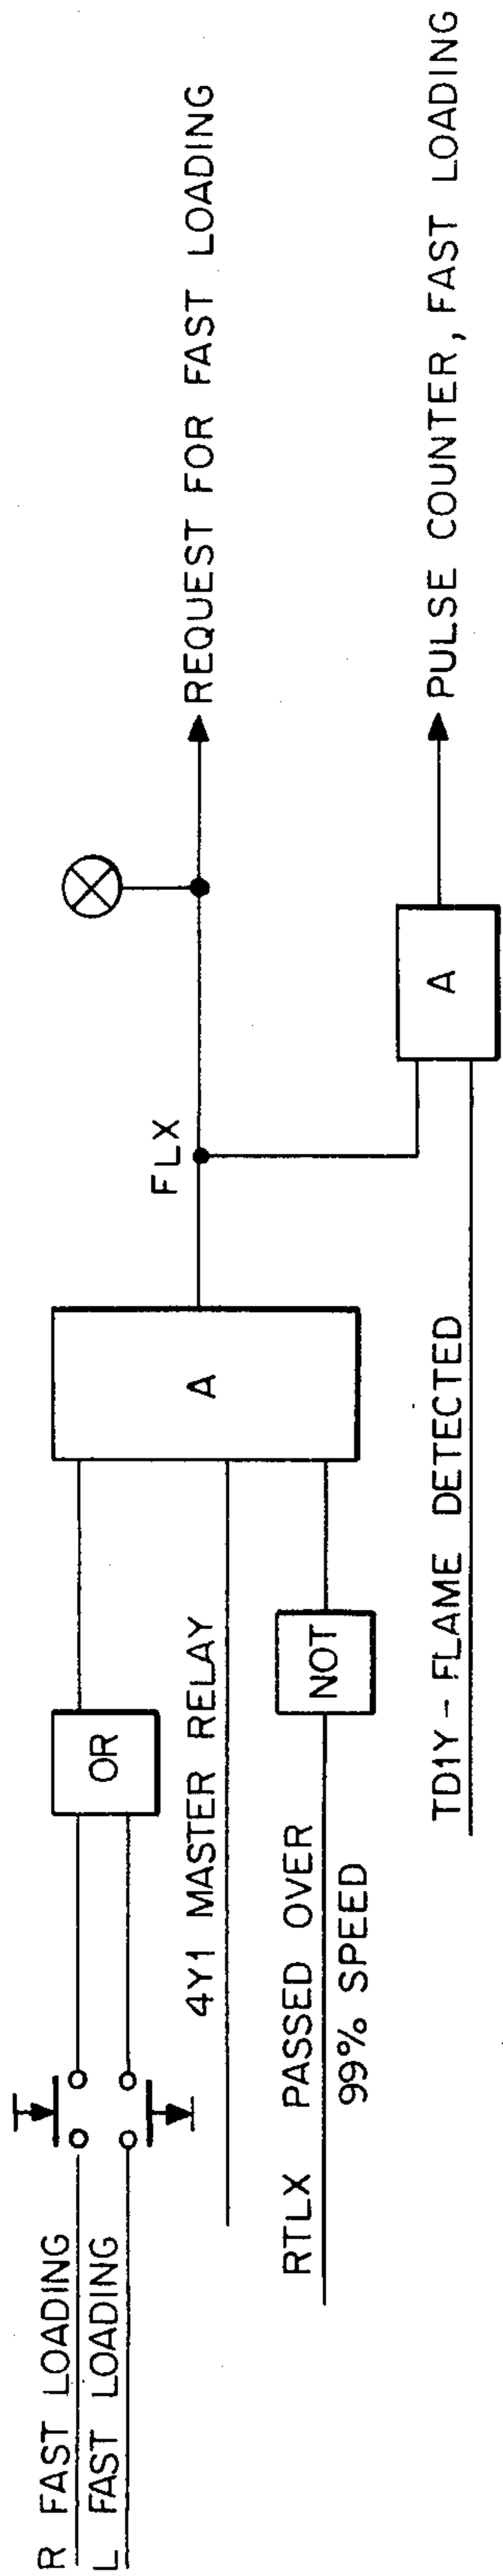 R FAST LOADING
L FAST LOADING
OR
4Y1 MASTER RELAY
RTLX PASSED OVER
99% SPEED
NOT
A
FLX
REQUEST FOR FAST LOADING
TD1Y - FLAME DETECTED
A
PULSE COUNTER, FAST LOADING